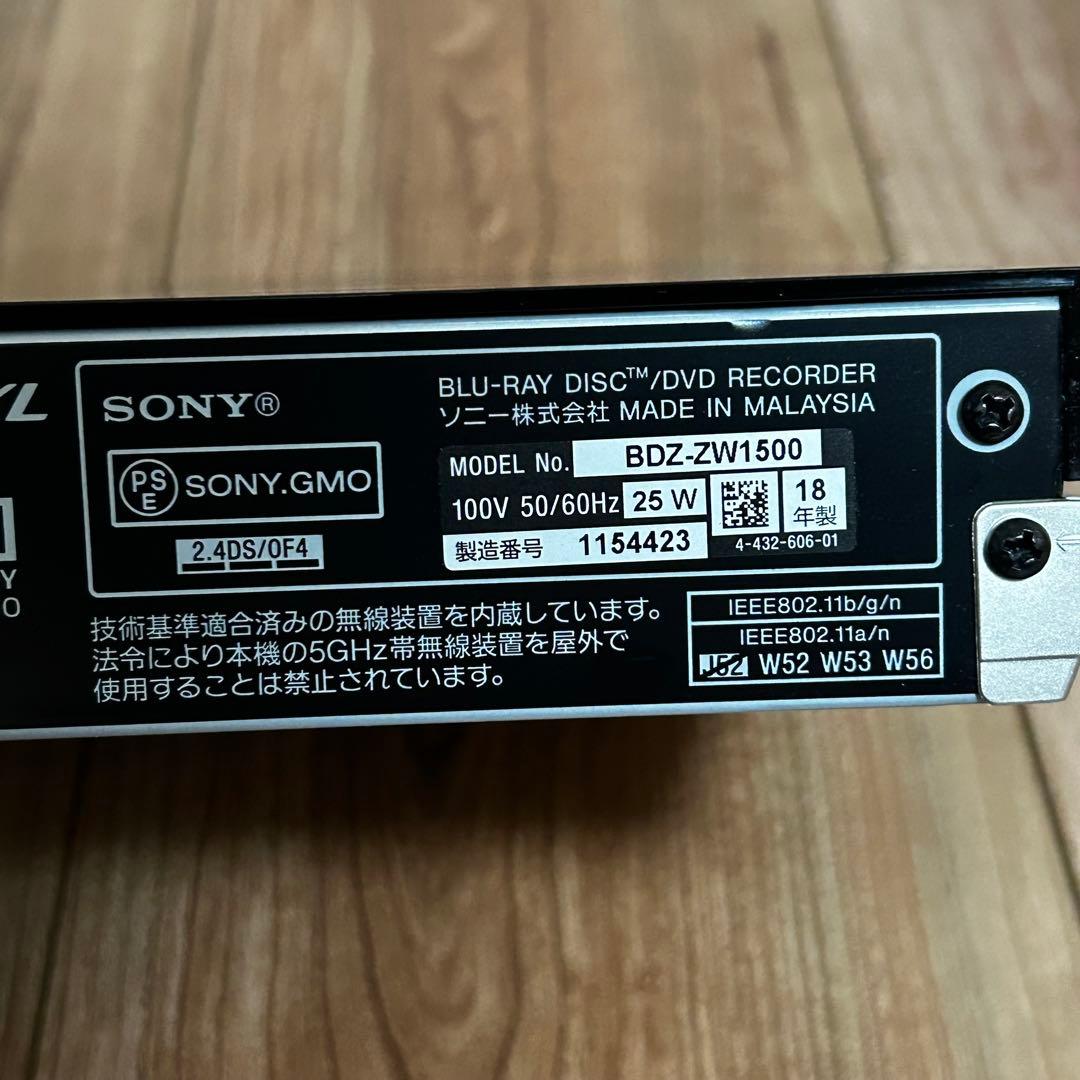 SONY®
BLU-RAY DISC™/DVD RECORDER
ソニー株式会社 MADE IN MALAYSIA
PS
E
SONY.GMO
MODEL No. BDZ-ZW1500
100V 50/60Hz 25 W
18
年製
製造番号 1154423
4-432-606-01
2.4DS/OF4
Y
0
技術基準適合済みの無線装置を内蔵しています。
法令により本機の5GHz帯無線装置を屋外で
使用することは禁止されています。
IEEE802.11b/g/n
IEEE802.11a/n
J52 W52 W53 W56